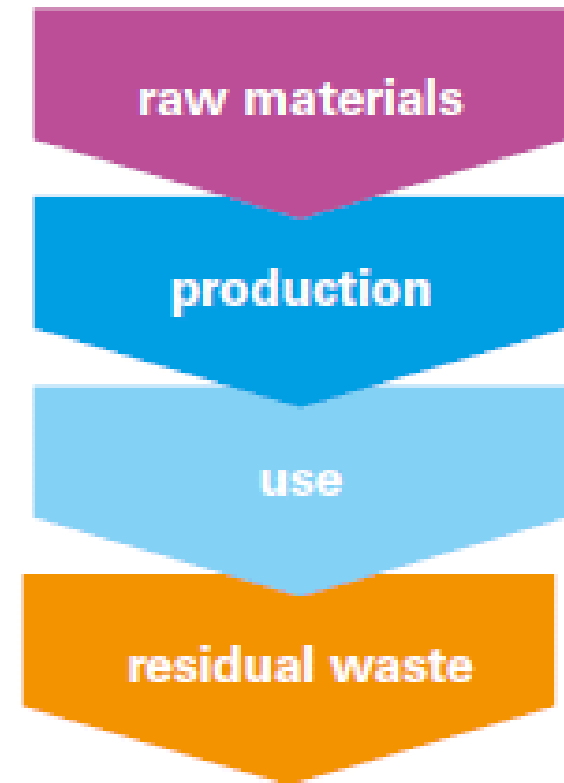 raw materials
production
use
residual waste